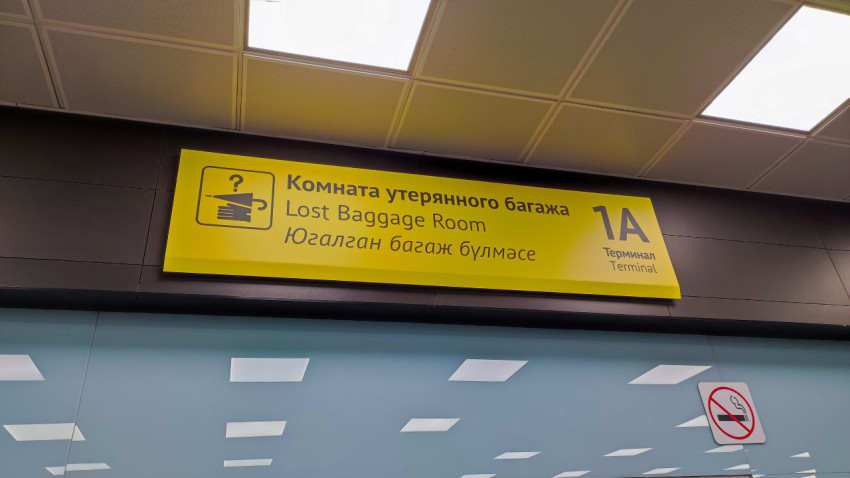 ?
Комната утерянного багажа
Lost Baggage Room
Югалган багаж бүлмәсе
1A
Терминал
Terminal